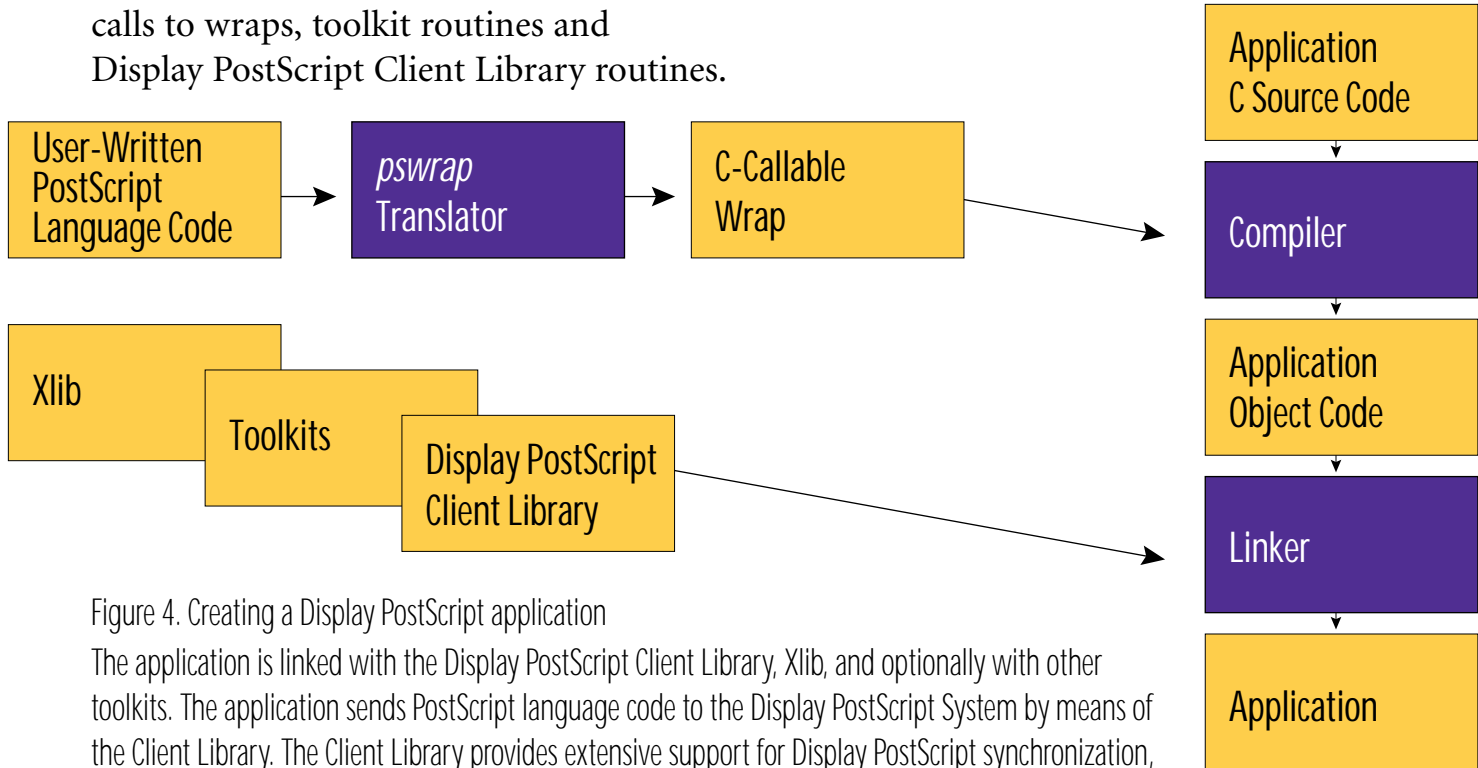 calls to wraps, toolkit routines and
Display PostScript Client Library routines.
Application
C Source Code
User-Written
PostScript
Language Code
pswrap
Translator
C-Callable
Wrap
Compiler
Xlib
Toolkits
Display PostScript
Client Library
Application
Object Code
Linker
Application
Figure 4. Creating a Display PostScript application
The application is linked with the Display PostScript Client Library, Xlib, and optionally with other
toolkits. The application sends PostScript language code to the Display PostScript System by means of
the Client Library. The Client Library provides extensive support for Display PostScript synchronization,